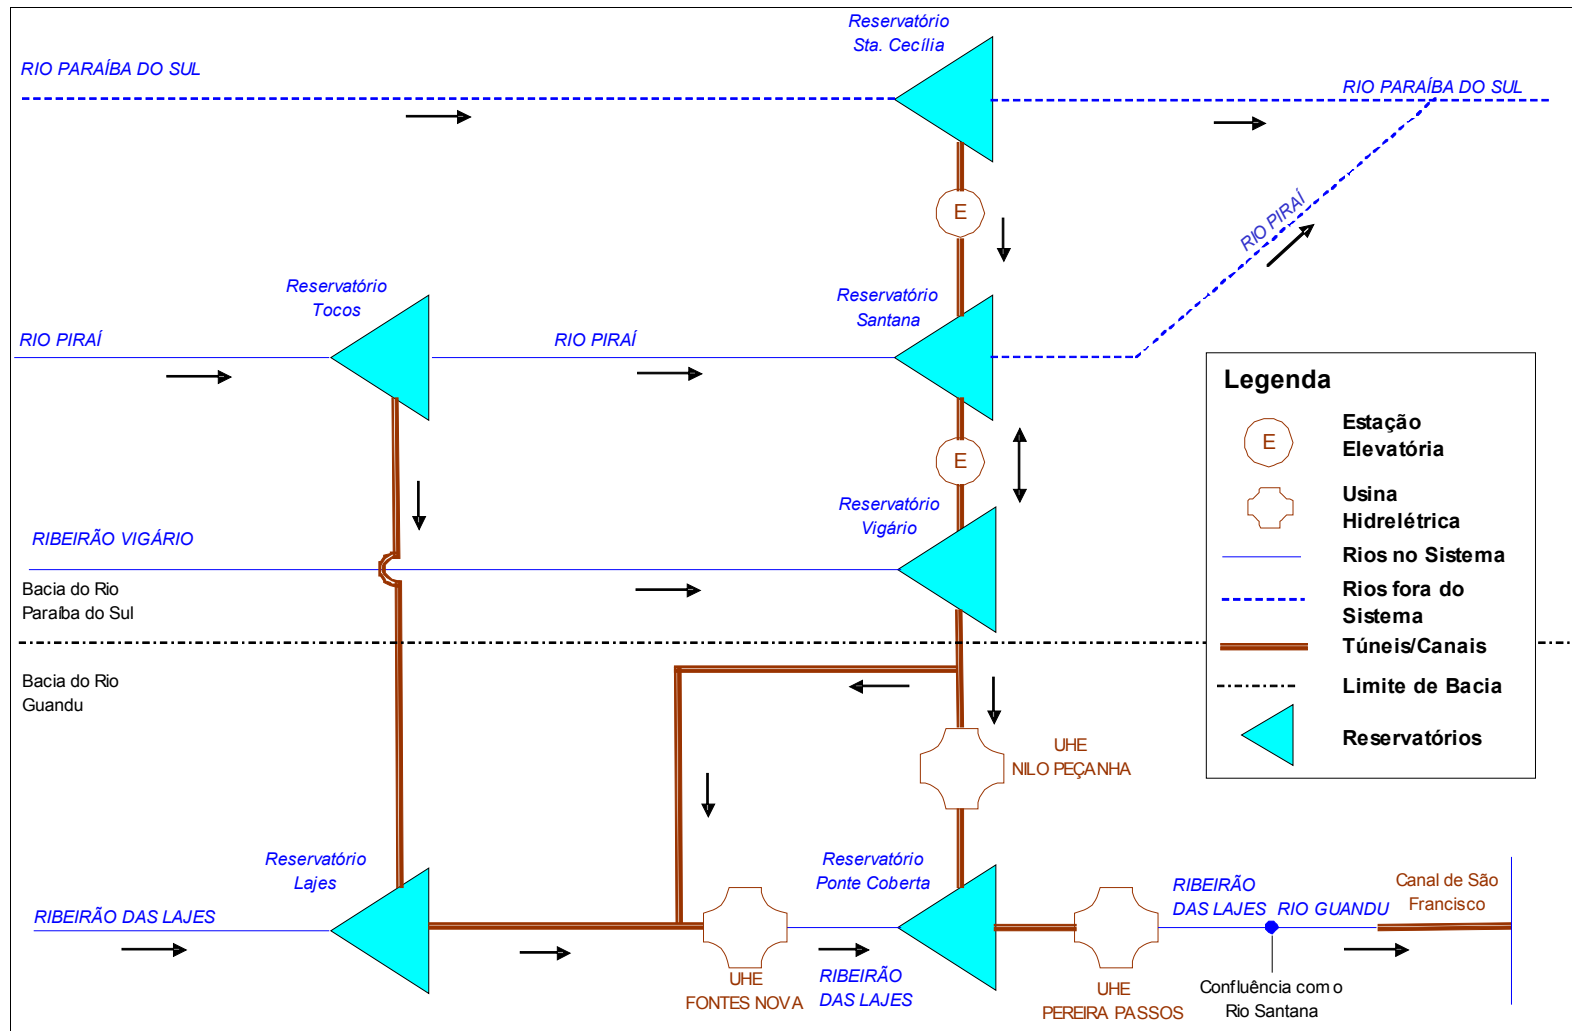 Reservatório
Sta. Cecília
RIO PARAÍBA DO SUL
RIO PARAÍBA DO SUL
E
RIO PIRAÍ
Reservatório
Tocos
Reservatório
Santana
RIO PIRAÍ
RIO PIRAÍ
Legenda
E
Estação
Elevatória
Usina
Hidrelétrica
Rios no Sistema
Rios fora do
Sistema
Túneis/Canais
Limite de Bacia
Reservatórios
E
Reservatório
Vigário
RIBEIRÃO VIGÁRIO
Bacia do Rio
Paraíba do Sul
Bacia do Rio
Guandu
UHE
NILO PEÇANHA
Reservatório
Lajes
Reservatório
Ponte Coberta
RIBEIRÃO DAS LAJES
RIBEIRÃO
DAS LAJES
RIO GUANDU
Canal de São
Francisco
UHE
FONTES NOVA
RIBEIRÃO
DAS LAJES
UHE
PEREIRA PASSOS
Confluência com o
Rio Santana